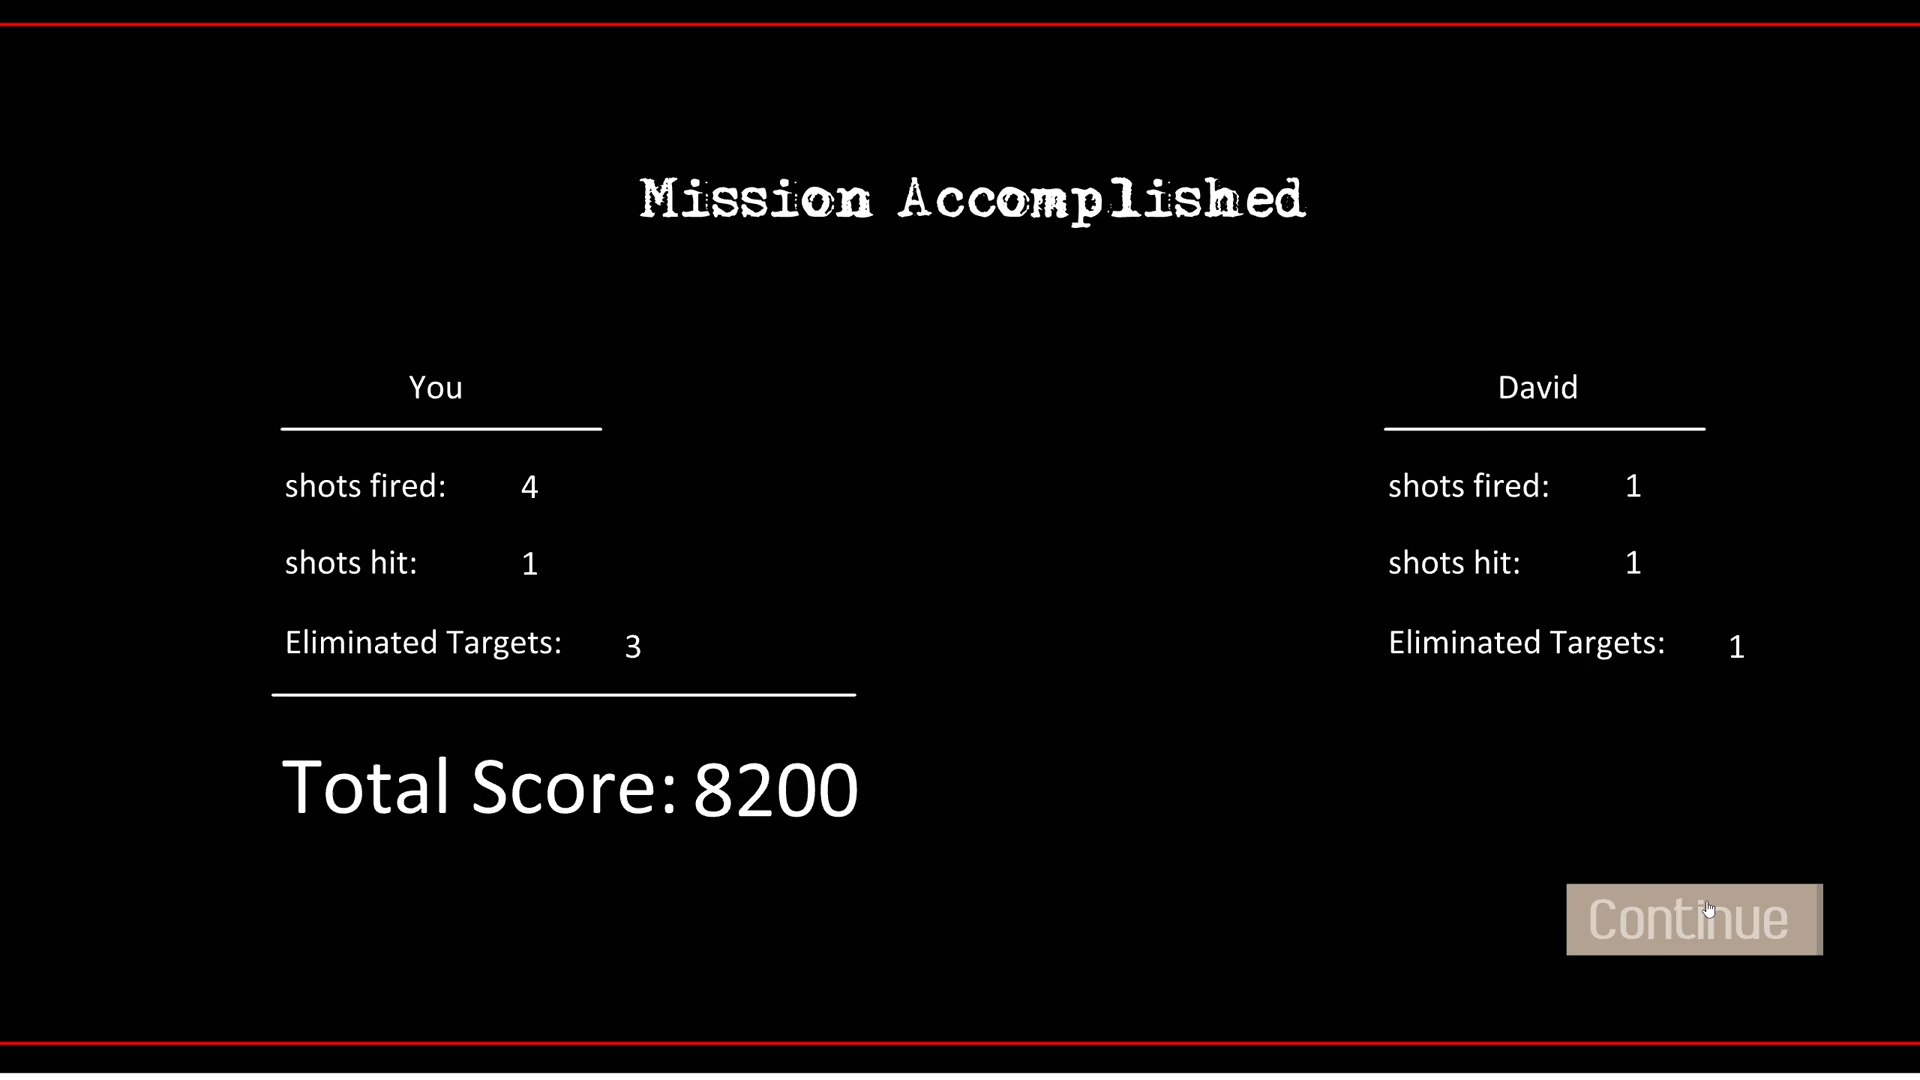 Mission Accomplished
You
shots fired: 4
shots hit: 1
Eliminated Targets: 3
Total Score: 8200
David
shots fired: 1
shots hit: 1
Eliminated Targets: 1
Continue